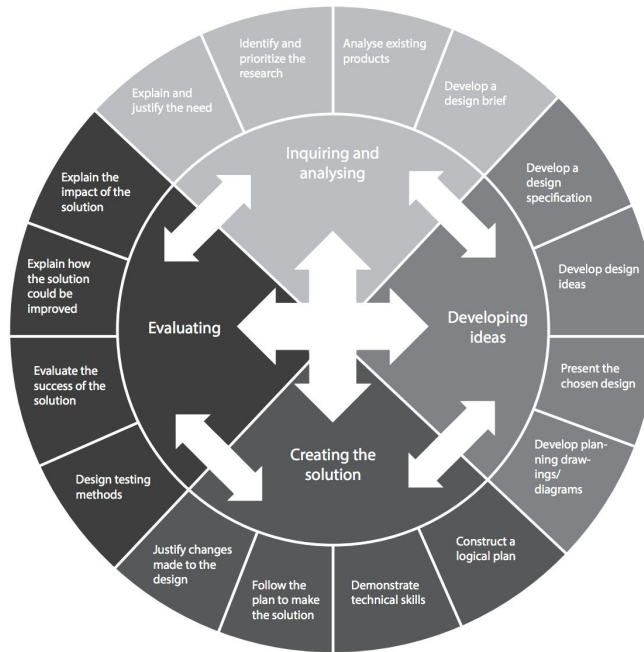 Identify and
prioritize the
research
Analyse existing
products
Explain and
justify the need
Develop a
design brief
Inquiring and
analysing
Explain the
impact of the
solution
Develop a
design
specification
Explain how
the solution
could be
improved
Develop design
ideas
Evaluating
Developing
ideas
Evaluate the
success of the
solution
Present the
chosen design
Creating the
solution
Design testing
methods
Develop plan-
ning draw-
ings/
diagrams
Justify changes
made to the
design
Follow the
plan to make
the solution
Demonstrate
technical skills
Construct a
logical plan